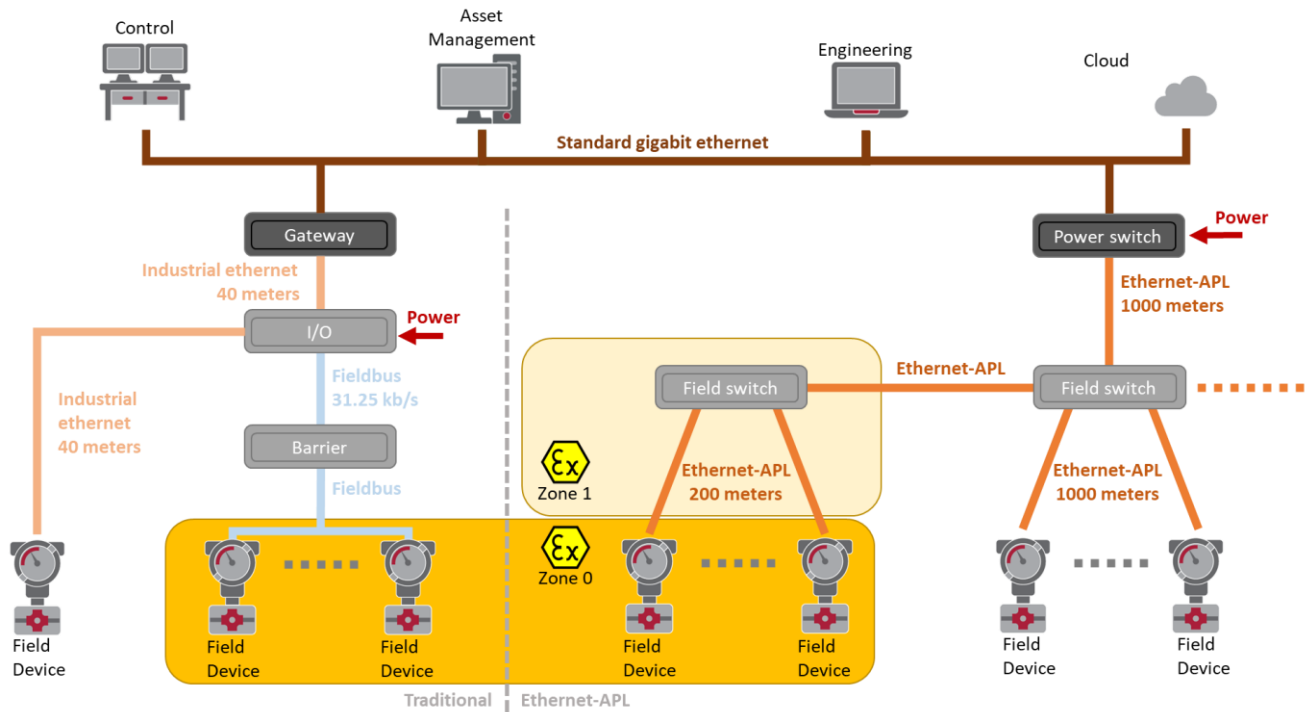 Control
Asset
Management
Engineering
Cloud
Standard gigabit ethernet
Gateway
Power switch
Power
Industrial ethernet
40 meters
Ethernet-APL
1000 meters
I/O
Power
Fieldbus
31.25 kb/s
Industrial
ethernet
40 meters
Barrier
Fieldbus
Field switch
Ethernet-APL
Field switch
Ethernet-APL
200 meters
Ethernet-APL
1000 meters
εx
Zone 1
εx
Zone 0
Field
Device
Field
Device
Field
Device
Field
Device
Field
Device
Field
Device
Field
Device
Traditional
Ethernet-APL